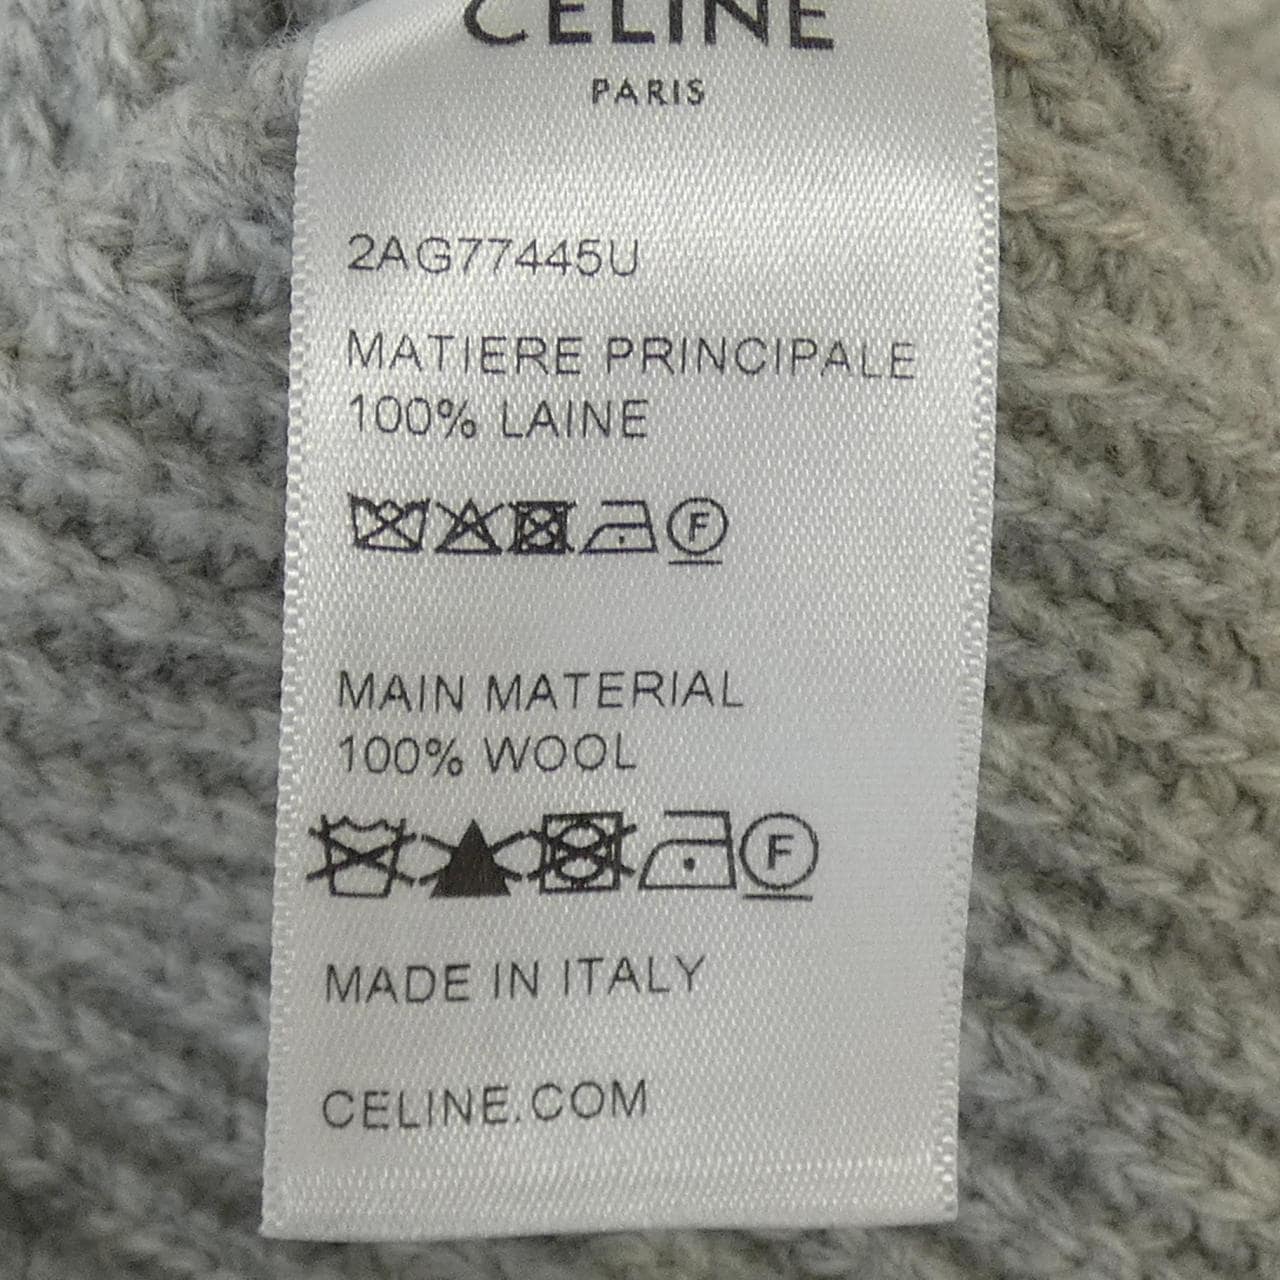 CELINE
PARIS
2AG77445U
MATIERE PRINCIPALE
100% LAINE
F
MAIN MATERIAL
100% WOOL
F
MADE IN ITALY
CELINE.COM